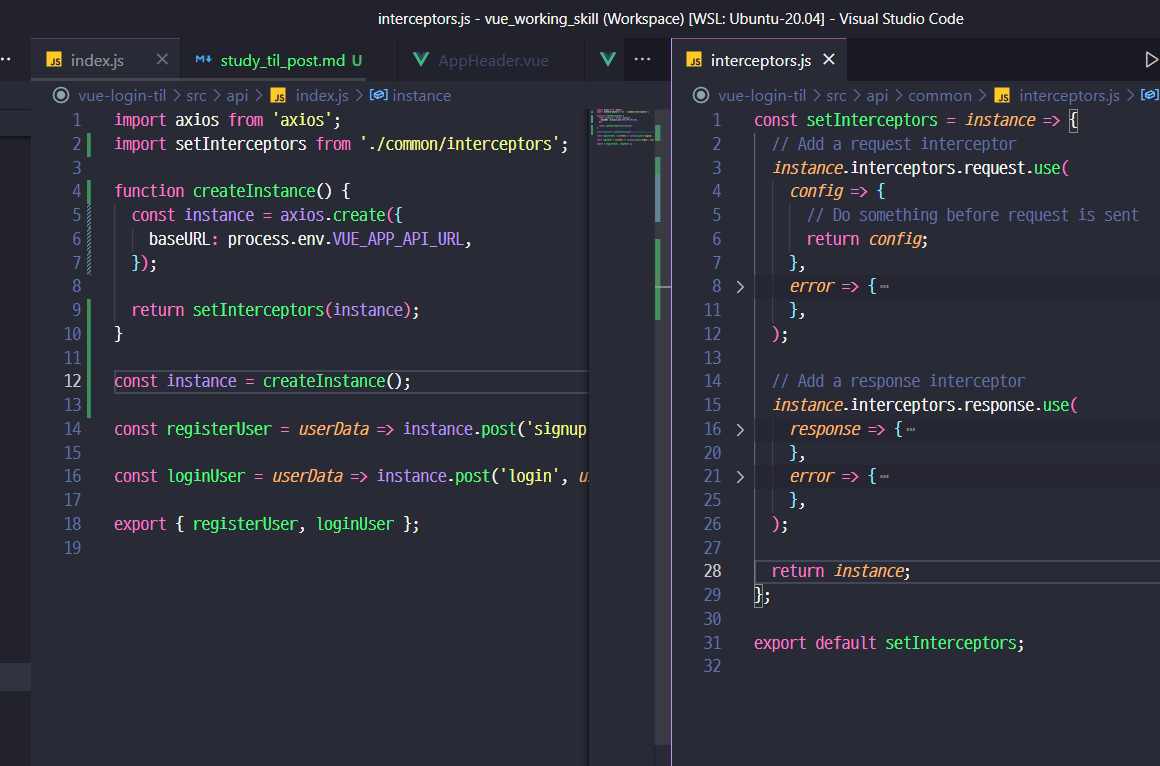 interceptors.js - vue_working_skill (Workspace) [WSL: Ubuntu-20.04] - Visual Studio Code
JS index.js
M↓ study_til_post.md U
AppHeader.vue
JS interceptors.js
vue-login-til > src > api > JS index.js > instance
1 import axios from 'axios';
2 import setInterceptors from './common/interceptors';
3
4 function createInstance() {
5 const instance = axios.create({
6 baseURL: process.env.VUE_APP_API_URL,
7 });
8
9 return setInterceptors(instance);
10 }
11
12 const instance = createInstance();
13
14 const registerUser = userData => instance.post('signup
15
16 const loginUser = userData => instance.post('login', u
17
18 export { registerUser, loginUser };
19
vue-login-til > src > api > common > JS interceptors.js >
1 const setInterceptors = instance => {
2 // Add a request interceptor
3 instance.interceptors.request.use(
4 config => {
5 // Do something before request is sent
6 return config;
7 },
8 error => {…
11 },
12 );
13
14 // Add a response interceptor
15 instance.interceptors.response.use(
16 response => {…
20 },
21 error => {…
25 },
26 );
27
28 return instance;
29 };
30
31 export default setInterceptors;
32